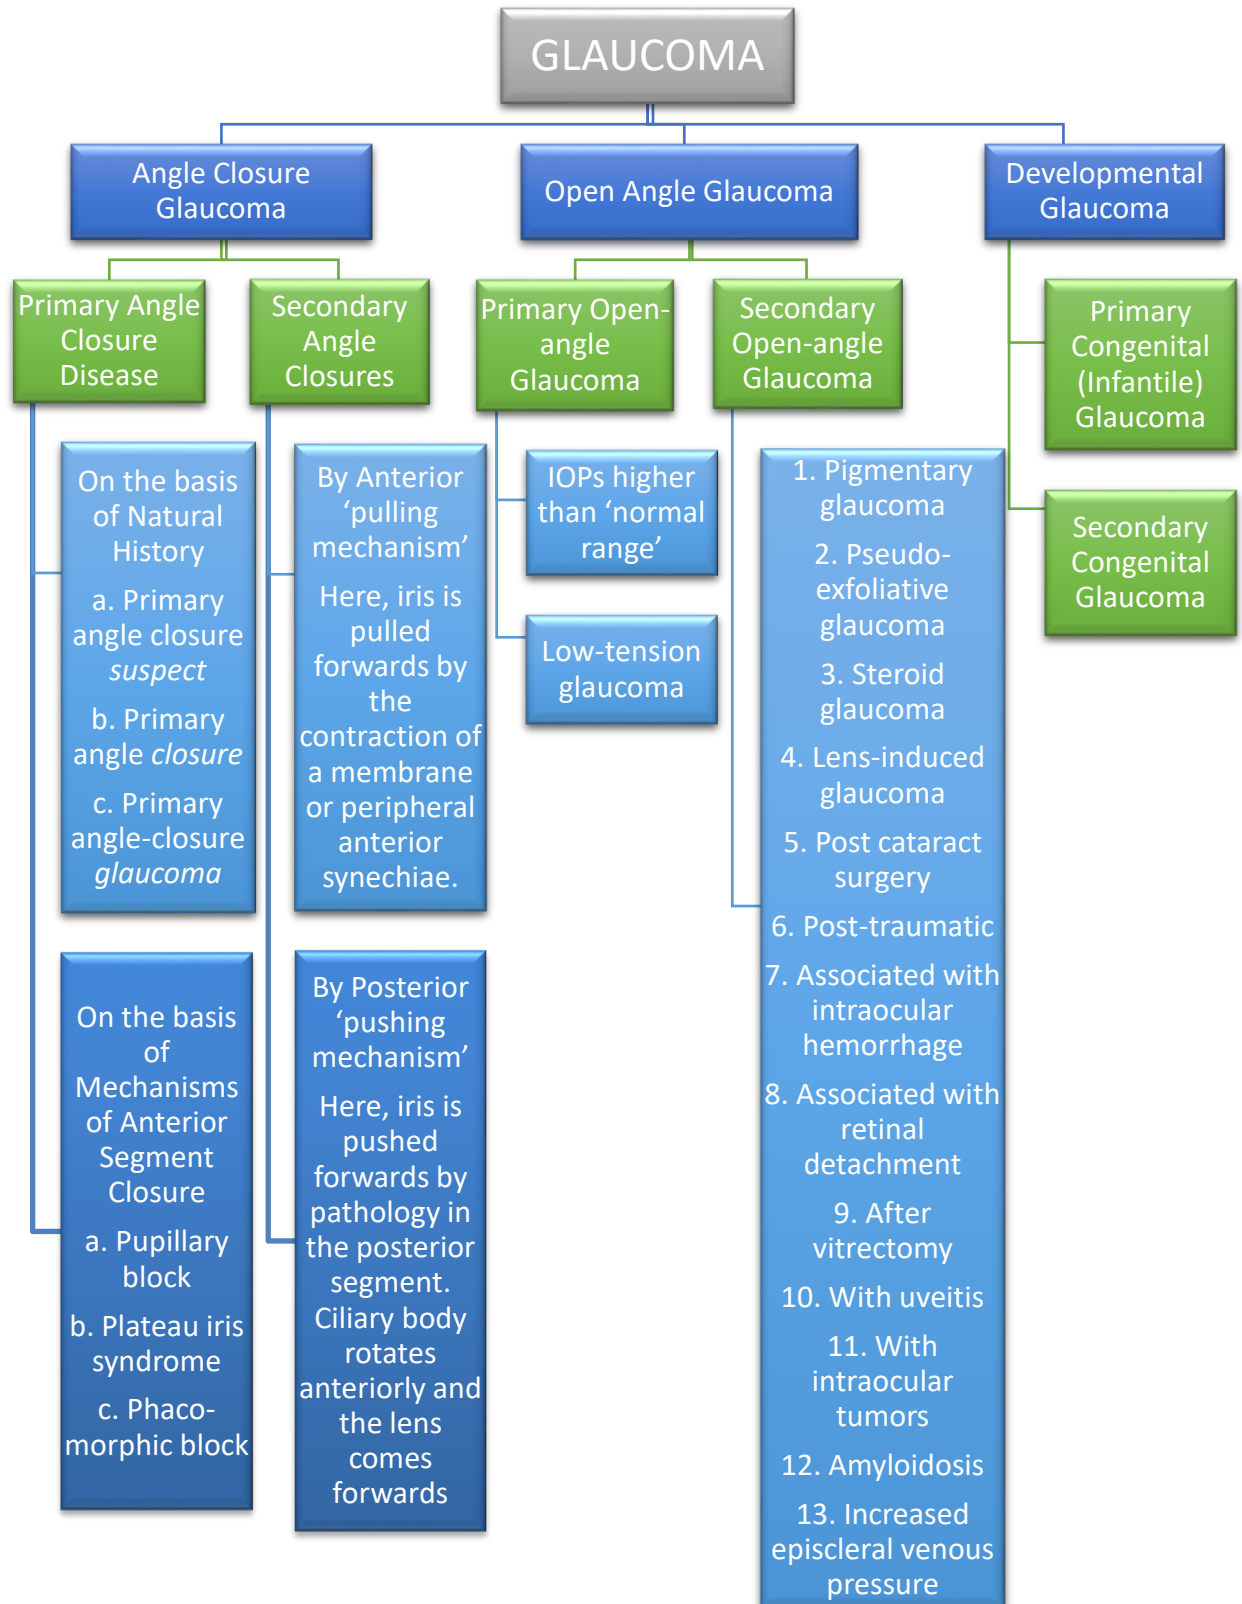 GLAUCOMA
Angle Closure
Glaucoma
Open Angle Glaucoma
Developmental
Glaucoma
Primary Angle
Closure
Disease
Secondary
Angle
Closures
Primary Open-
angle
Glaucoma
Secondary
Open-angle
Glaucoma
Primary
Congenital
(Infantile)
Glaucoma
Secondary
Congenital
Glaucoma
On the basis
of Natural
History
a. Primary
angle closure
suspect
b. Primary
angle closure
c. Primary
angle-closure
glaucoma
On the basis
of
Mechanisms
of Anterior
Segment
Closure
a. Pupillary
block
b. Plateau iris
syndrome
c. Phaco-
morphic block
By Anterior
‘pulling
mechanism’
Here, iris is
pulled
forwards by
the
contraction of
a membrane
or peripheral
anterior
synechiae.
By Posterior
‘pushing
mechanism’
Here, iris is
pushed
forwards by
pathology in
the posterior
segment.
Ciliary body
rotates
anteriorly and
the lens
comes
forwards
IOPs higher
than ‘normal
range’
Low-tension
glaucoma
1. Pigmentary
glaucoma
2. Pseudo-
exfoliative
glaucoma
3. Steroid
glaucoma
4. Lens-induced
glaucoma
5. Post cataract
surgery
6. Post-traumatic
7. Associated with
intraocular
hemorrhage
8. Associated with
retinal
detachment
9. After
vitrectomy
10. With uveitis
11. With
intraocular
tumors
12. Amyloidosis
13. Increased
episcleral venous
pressure